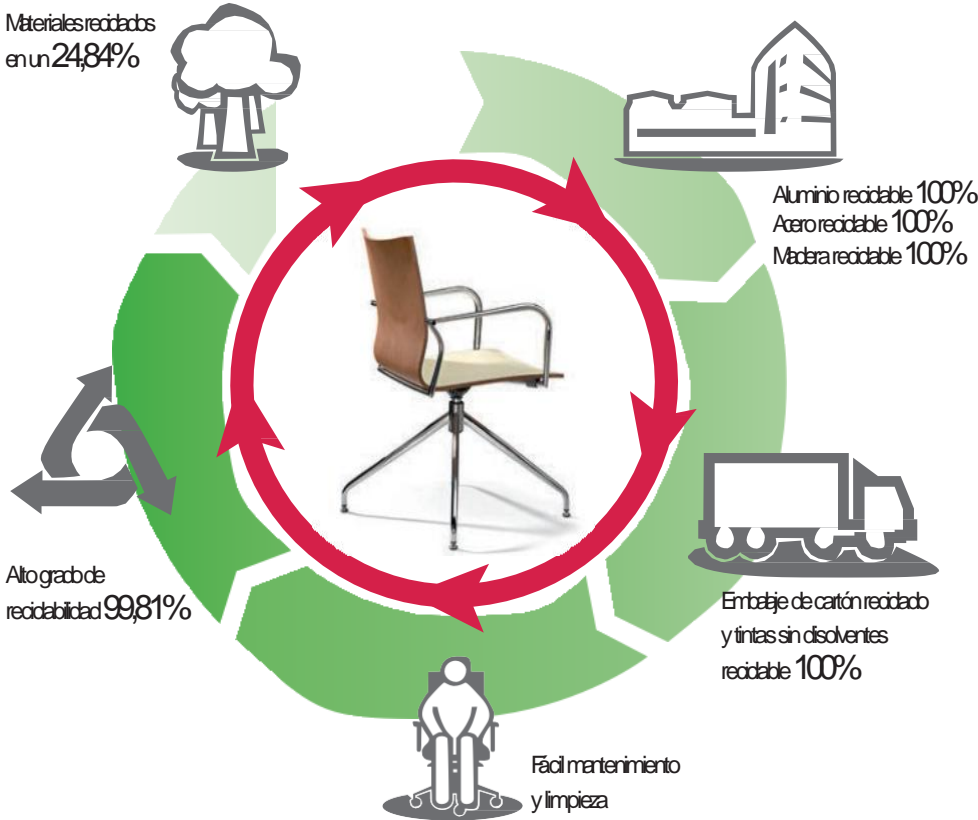 Materiales reciclados
en un 24,84%
Aluminio reciclable 100%
Acero reciclable 100%
Madera reciclable 100%
Embalaje de cartón reciclado
y tintas sin disolventes
reciclable 100%
Fácil mantenimiento
y limpieza
Alto grado de
reciclabilidad 99,81%